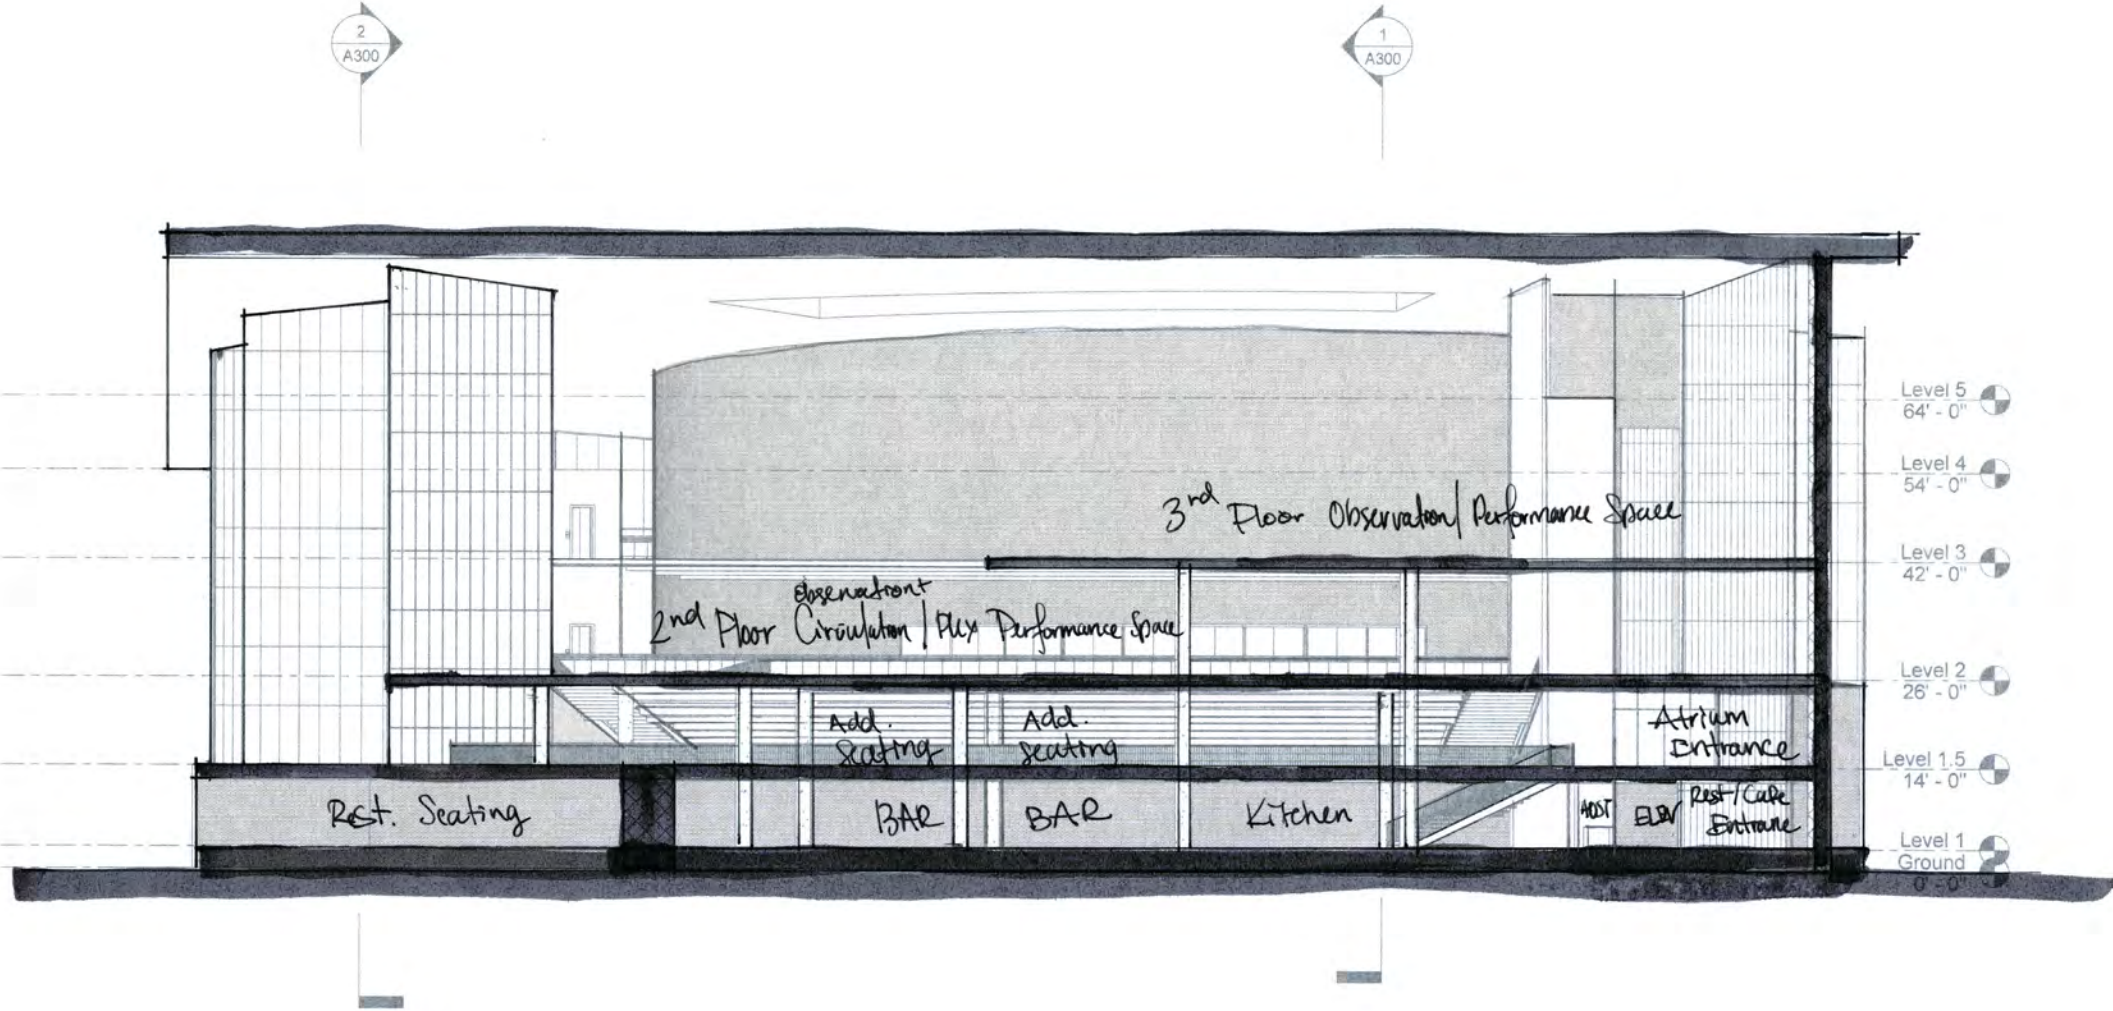 2
A300
1
A300
Level 5
64' - 0"
Level 4
54' - 0"
3rd Floor Observation/Performance Space
Level 3
42' - 0"
observation+
2nd Floor Circulation/Flex Performance Space
Level 2
26' - 0"
Add.
Seating
Add.
Seating
Atrium
Entrance
Level 1.5
14' - 0"
Rest. Seating
BAR
BAR
Kitchen
ELEV
Rest/Cafe
Entrane
Level 1
Ground
0' - 0"